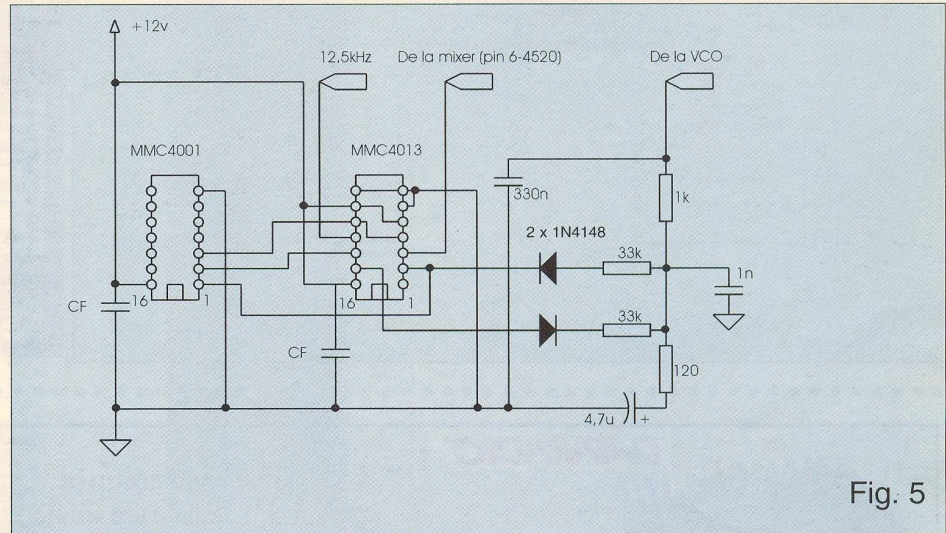 +12v
12,5kHz
De la mixer (pin 6-4520)
De la VCO
MMC4001
MMC4013
330n
1k
2 x 1N4148
33k
1n
CF
16
1
16
1
33k
CF
120
4,7u
+
Fig. 5